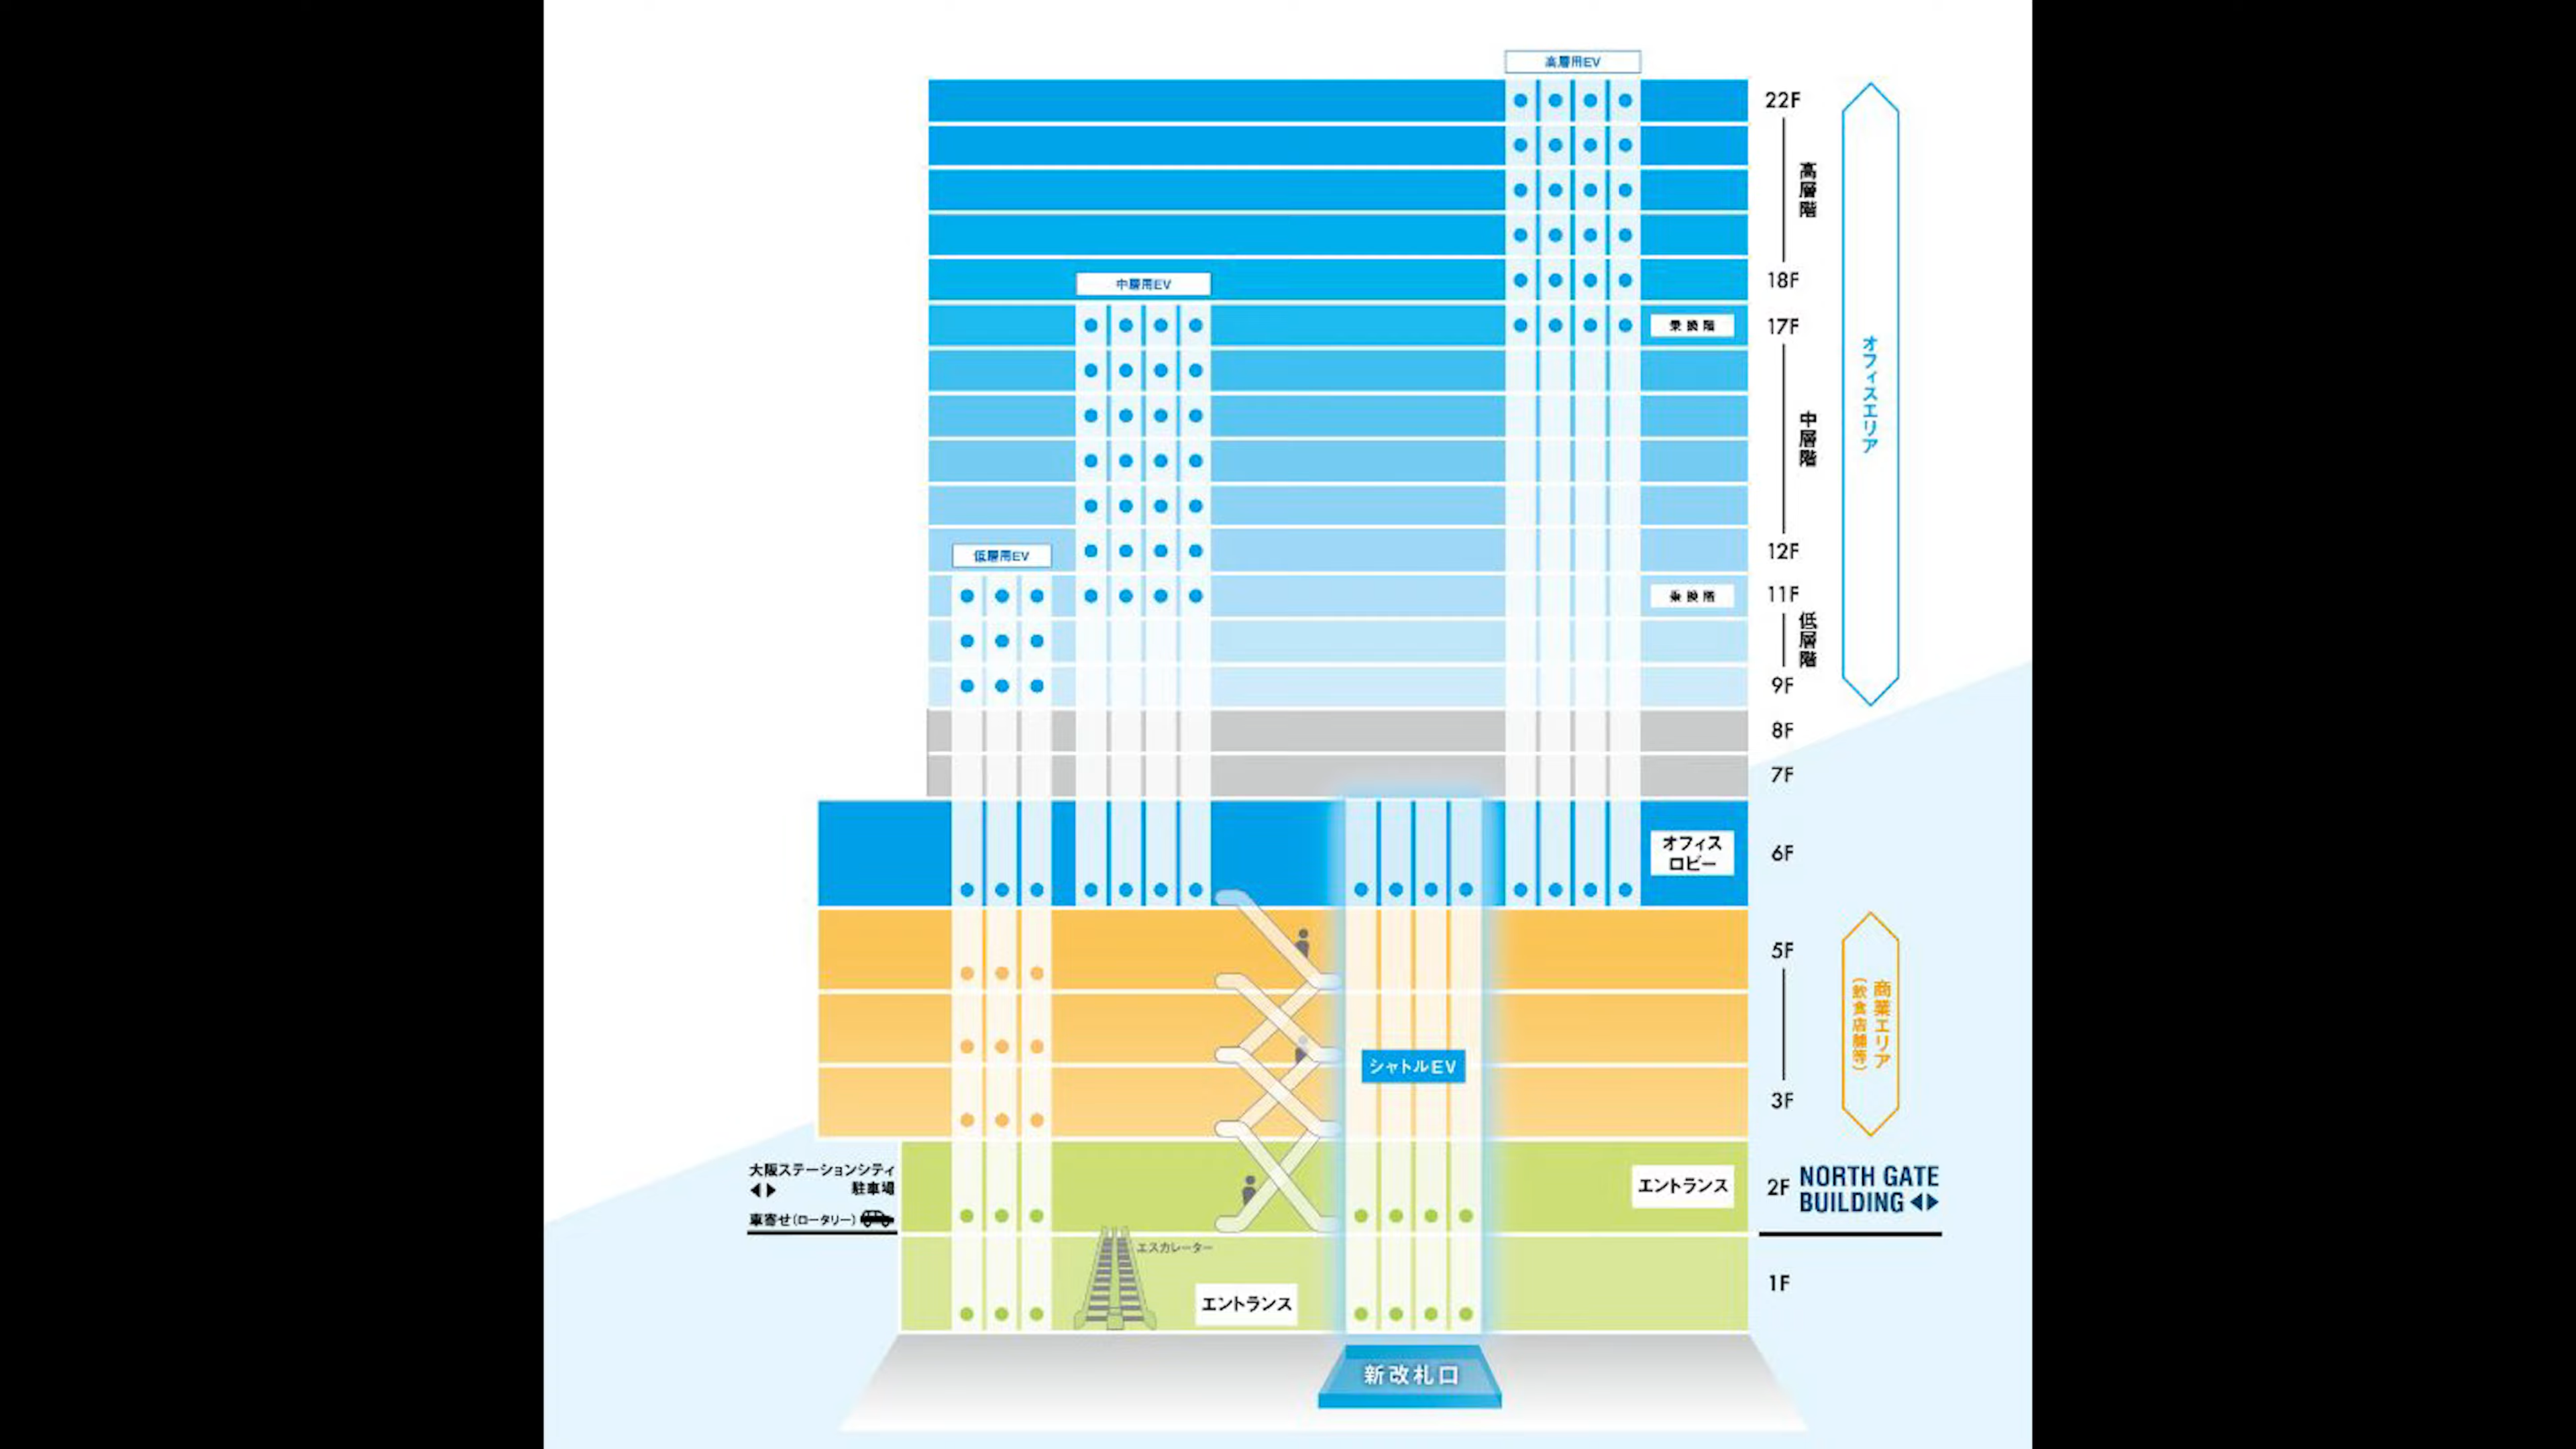 高層用EV
22F
高層階
18F
中層用EV
乗換階
17F
オフィスエリア
中層階
12F
低層用EV
乗換階
11F
低層階
9F
8F
7F
オフィス
ロビー
6F
5F
商業エリア
(飲食店舗等)
シャトルEV
3F
大阪ステーションシティ
駐車場
車寄せ(ロータリー)
エントランス
2F
NORTH GATE
BUILDING
エスカレーター
エントランス
1F
新改札口